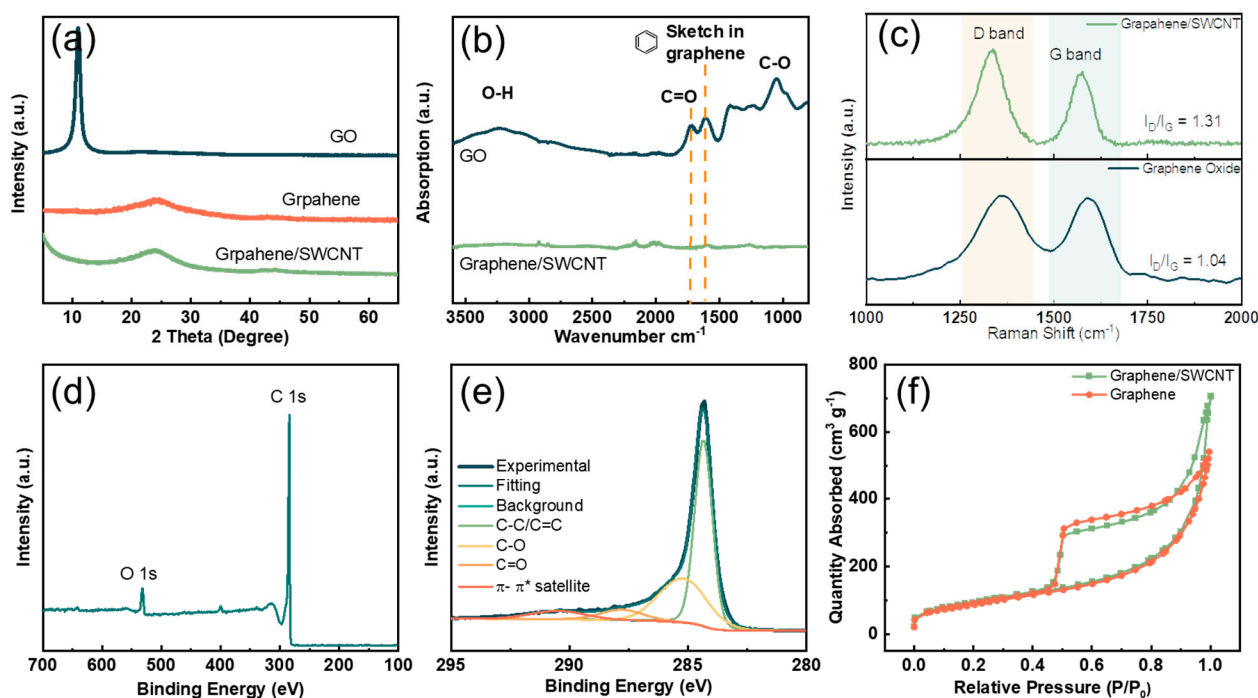 (a)
Intensity (a.u.)
GO
Grpahene
Grpahene/SWCNT
10 20 30 40 50 60
2 Theta (Degree)
(b)
Absorption (a.u.)
Sketch in
graphene
O-H
C=O
C-O
GO
Graphene/SWCNT
3500 3000 2500 2000 1500 1000
Wavenumber cm-1
(c)
Intensity (a.u.)
Grapahene/SWCNT
D band
G band
ID/IG = 1.31
Graphene Oxide
ID/IG = 1.04
1000 1250 1500 1750 2000
Raman Shift (cm-1)
(d)
Intensity (a.u.)
C 1s
O 1s
700 600 500 400 300 200 100
Binding Energy (eV)
(e)
Intensity (a.u.)
Experimental
Fitting
Background
C-C/C=C
C-O
C=O
π- π* satellite
295 290 285 280
Binding Energy (eV)
(f)
Quantity Absorbed (cm3 g-1)
Graphene/SWCNT
Graphene
800
600
400
200
0
0.0 0.2 0.4 0.6 0.8 1.0
Relative Pressure (P/P0)